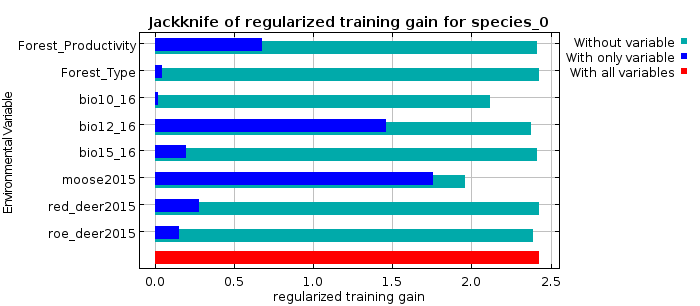 Jackknife of regularized training gain for species_0
Without variable
With only variable
With all variables
Environmental Variable
Forest_Productivity
Forest_Type
bio10_16
bio12_16
bio15_16
moose2015
red_deer2015
roe_deer2015
0.0 0.5 1.0 1.5 2.0 2.5
regularized training gain